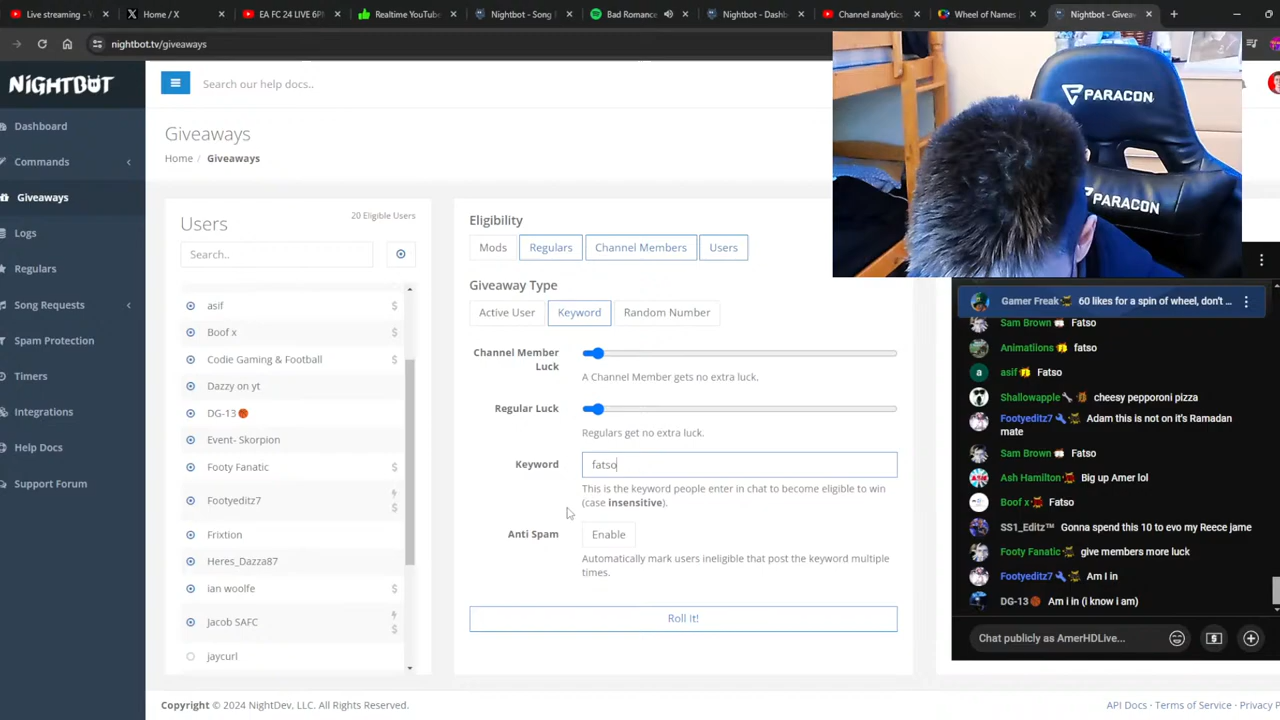 Live streaming -
Home / X
EA FC 24 LIVE 6P
Realtime YouTube
Nightbot - Song
Bad Romance
Nightbot - Dashb
Channel analytics
Wheel of Names
Nightbot - Givea
nightbot.tv/giveaways
NIGHTBOT
Search our help docs..
Dashboard
Commands
Giveaways
Logs
Regulars
Song Requests
Spam Protection
Timers
Integrations
Help Docs
Support Forum
Giveaways
Home / Giveaways
Users
20 Eligible Users
Search..
asif $
Boof x $
Codie Gaming & Football $
Dazzy on yt
DG-13
Event- Skorpion
Footy Fanatic $
Footyeditz7 $
Frixtion
Heres_Dazza87
ian woolfe $
Jacob SAFC $
jaycurl
Eligibility
Mods Regulars Channel Members Users
Giveaway Type
Active User Keyword Random Number
Channel Member
Luck
A Channel Member gets no extra luck.
Regular Luck
Regulars get no extra luck.
Keyword fatso
This is the keyword people enter in chat to become eligible to win
(case insensitive).
Anti Spam Enable
Automatically mark users ineligible that post the keyword multiple
times.
Roll It!
PARACON
PARACON
Gamer Freak 60 likes for a spin of wheel, don't ...
Sam Brown Fatso
Animatiions fatso
asif Fatso
Shallowapple cheesy pepporoni pizza
Footyeditz7 Adam this is not on it's Ramadan
mate
Sam Brown Fatso
Ash Hamilton Big up Amer lol
Boof x Fatso
SS1_Editz™ Gonna spend this 10 to evo my Reece jame
Footy Fanatic give members more luck
Footyeditz7 Am I in
DG-13 Am i in (i know i am)
Chat publicly as AmerHDLive...
Copyright © 2024 NightDev, LLC. All Rights Reserved.
API Docs · Terms of Service · Privacy P